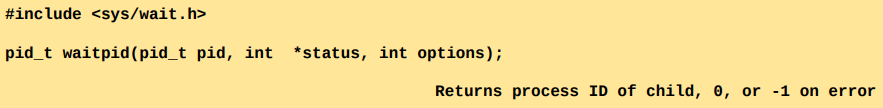 #include <sys/wait.h>
pid_t waitpid(pid_t pid, int  *status, int options);
Returns process ID of child, 0, or -1 on error